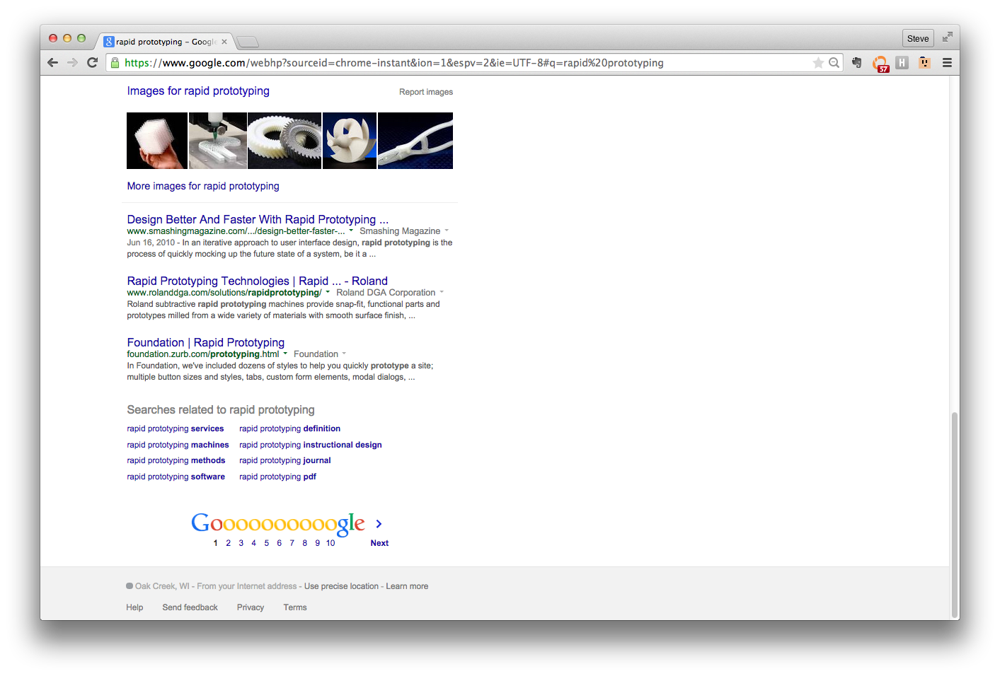 rapid prototyping - Googl
Steve
https://www.google.com/webhp?sourceid=chrome-instant&ion=1&espv=2&ie=UTF-8#q=rapid%20prototyping
57
H
Images for rapid prototyping
Report images
More images for rapid prototyping
Design Better And Faster With Rapid Prototyping ...
www.smashingmagazine.com/.../design-better-faster-... Smashing Magazine
Jun 16, 2010 - In an iterative approach to user interface design, rapid prototyping is the
process of quickly mocking up the future state of a system, be it a ...
Rapid Prototyping Technologies | Rapid ... - Roland
www.rolanddga.com/solutions/rapidprototyping/ Roland DGA Corporation
Roland subtractive rapid prototyping machines provide snap-fit, functional parts and
prototypes milled from a wide variety of materials with smooth surface finish, ...
Foundation | Rapid Prototyping
foundation.zurb.com/prototyping.html Foundation
In Foundation, we've included dozens of styles to help you quickly prototype a site;
multiple button sizes and styles, tabs, custom form elements, modal dialogs, ...
Searches related to rapid prototyping
rapid prototyping services rapid prototyping definition
rapid prototyping machines rapid prototyping instructional design
rapid prototyping methods rapid prototyping journal
rapid prototyping software rapid prototyping pdf
Goooooooooogle
1 2 3 4 5 6 7 8 9 10 Next
Oak Creek, WI - From your Internet address - Use precise location - Learn more
Help Send feedback Privacy Terms